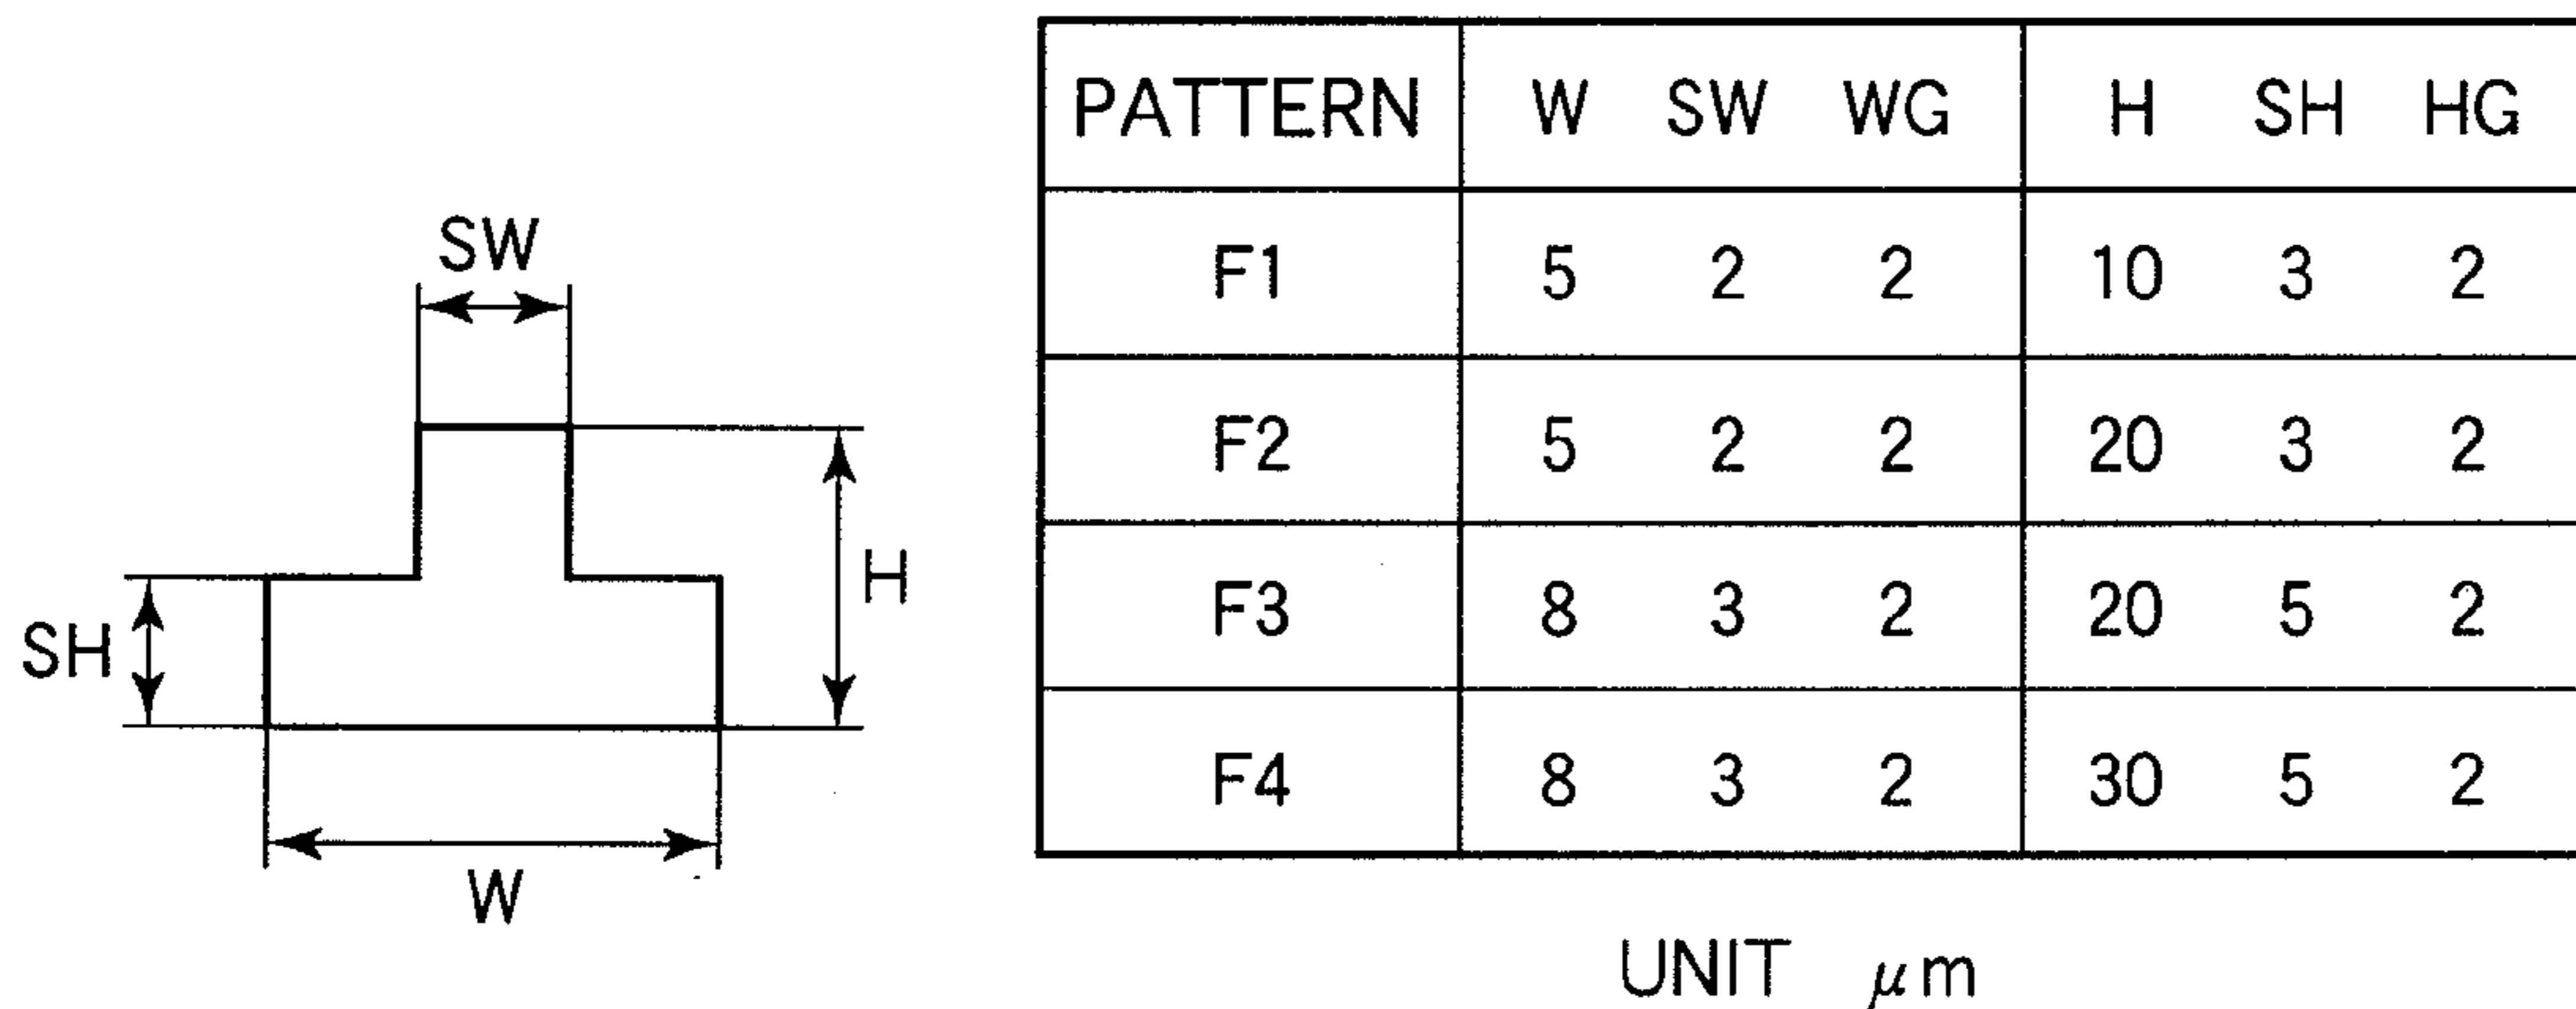 SW
SH
H
W
PATTERN W SW WG H SH HG
F1 5 2 2 10 3 2
F2 5 2 2 20 3 2
F3 8 3 2 20 5 2
F4 8 3 2 30 5 2
UNIT μm